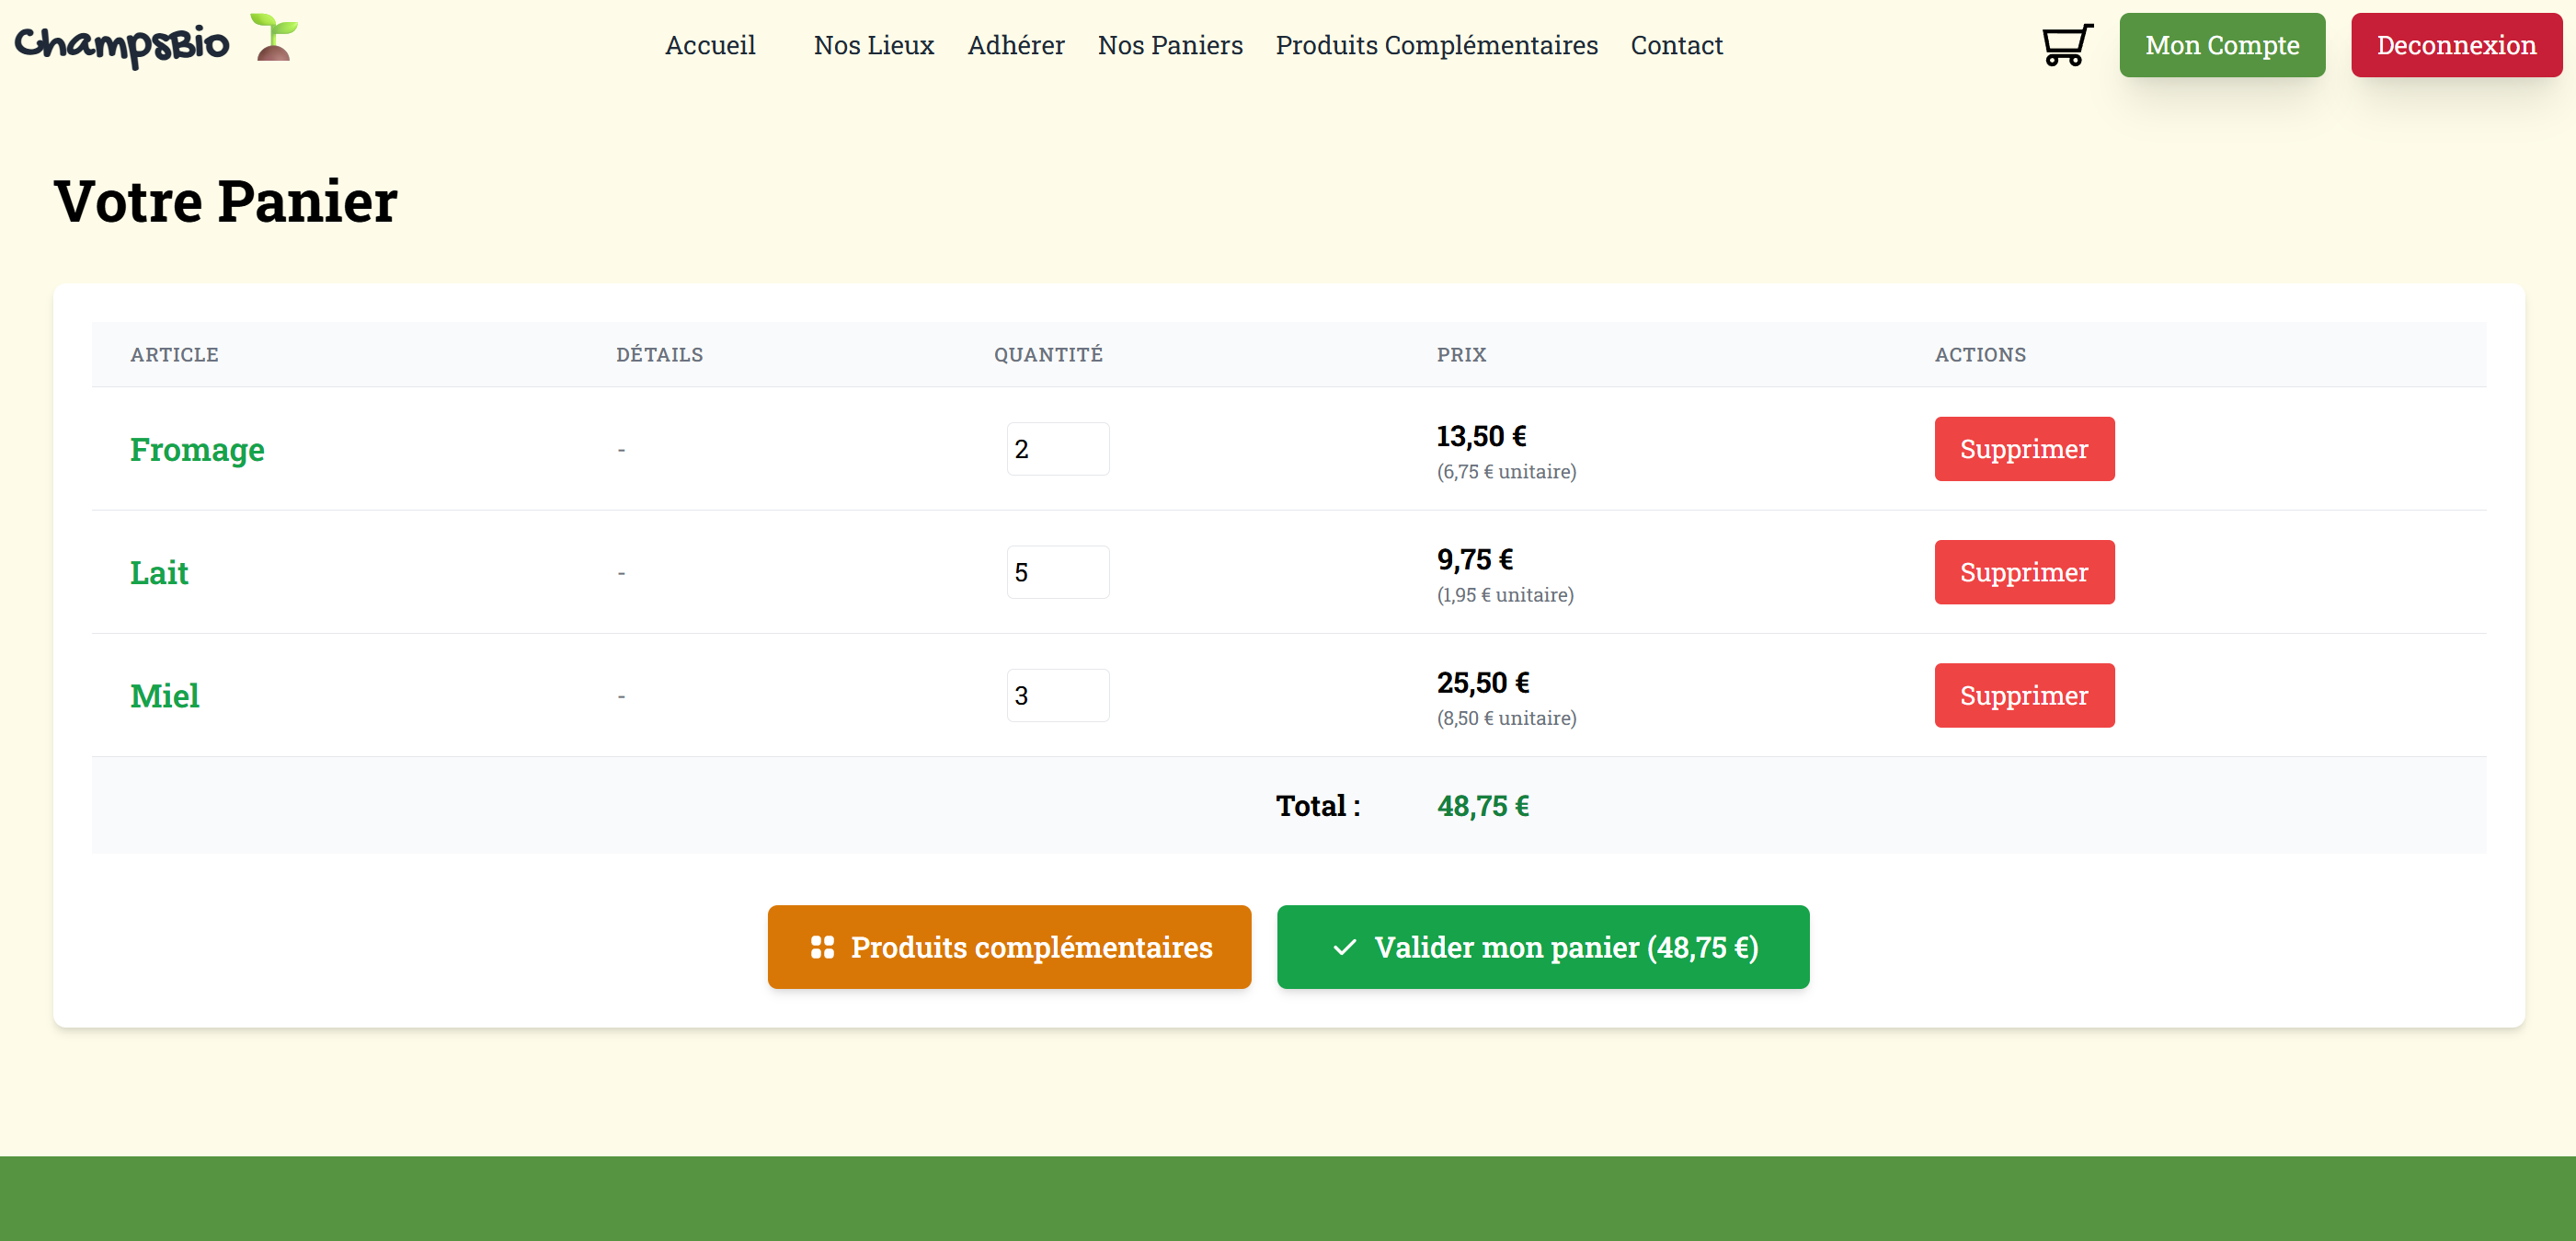 ChampsBio
Accueil Nos Lieux Adhérer Nos Paniers Produits Complémentaires Contact
Mon Compte Deconnexion
Votre Panier
ARTICLE DÉTAILS QUANTITÉ PRIX ACTIONS
Fromage - 2 13,50 € Supprimer
(6,75 € unitaire)
Lait - 5 9,75 € Supprimer
(1,95 € unitaire)
Miel - 3 25,50 € Supprimer
(8,50 € unitaire)
Total : 48,75 €
Produits complémentaires Valider mon panier (48,75 €)